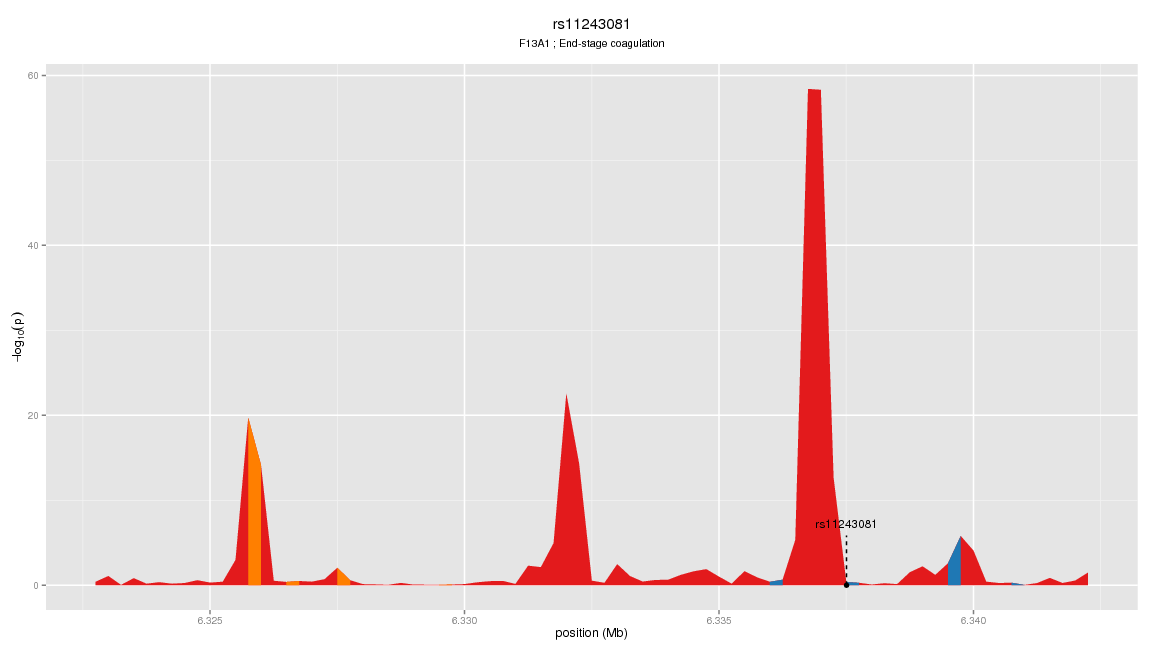 rs11243081
F13A1 ; End-stage coagulation
60
40
20
0
−log10(p)
rs11243081
6.325 6.330 6.335 6.340
position (Mb)